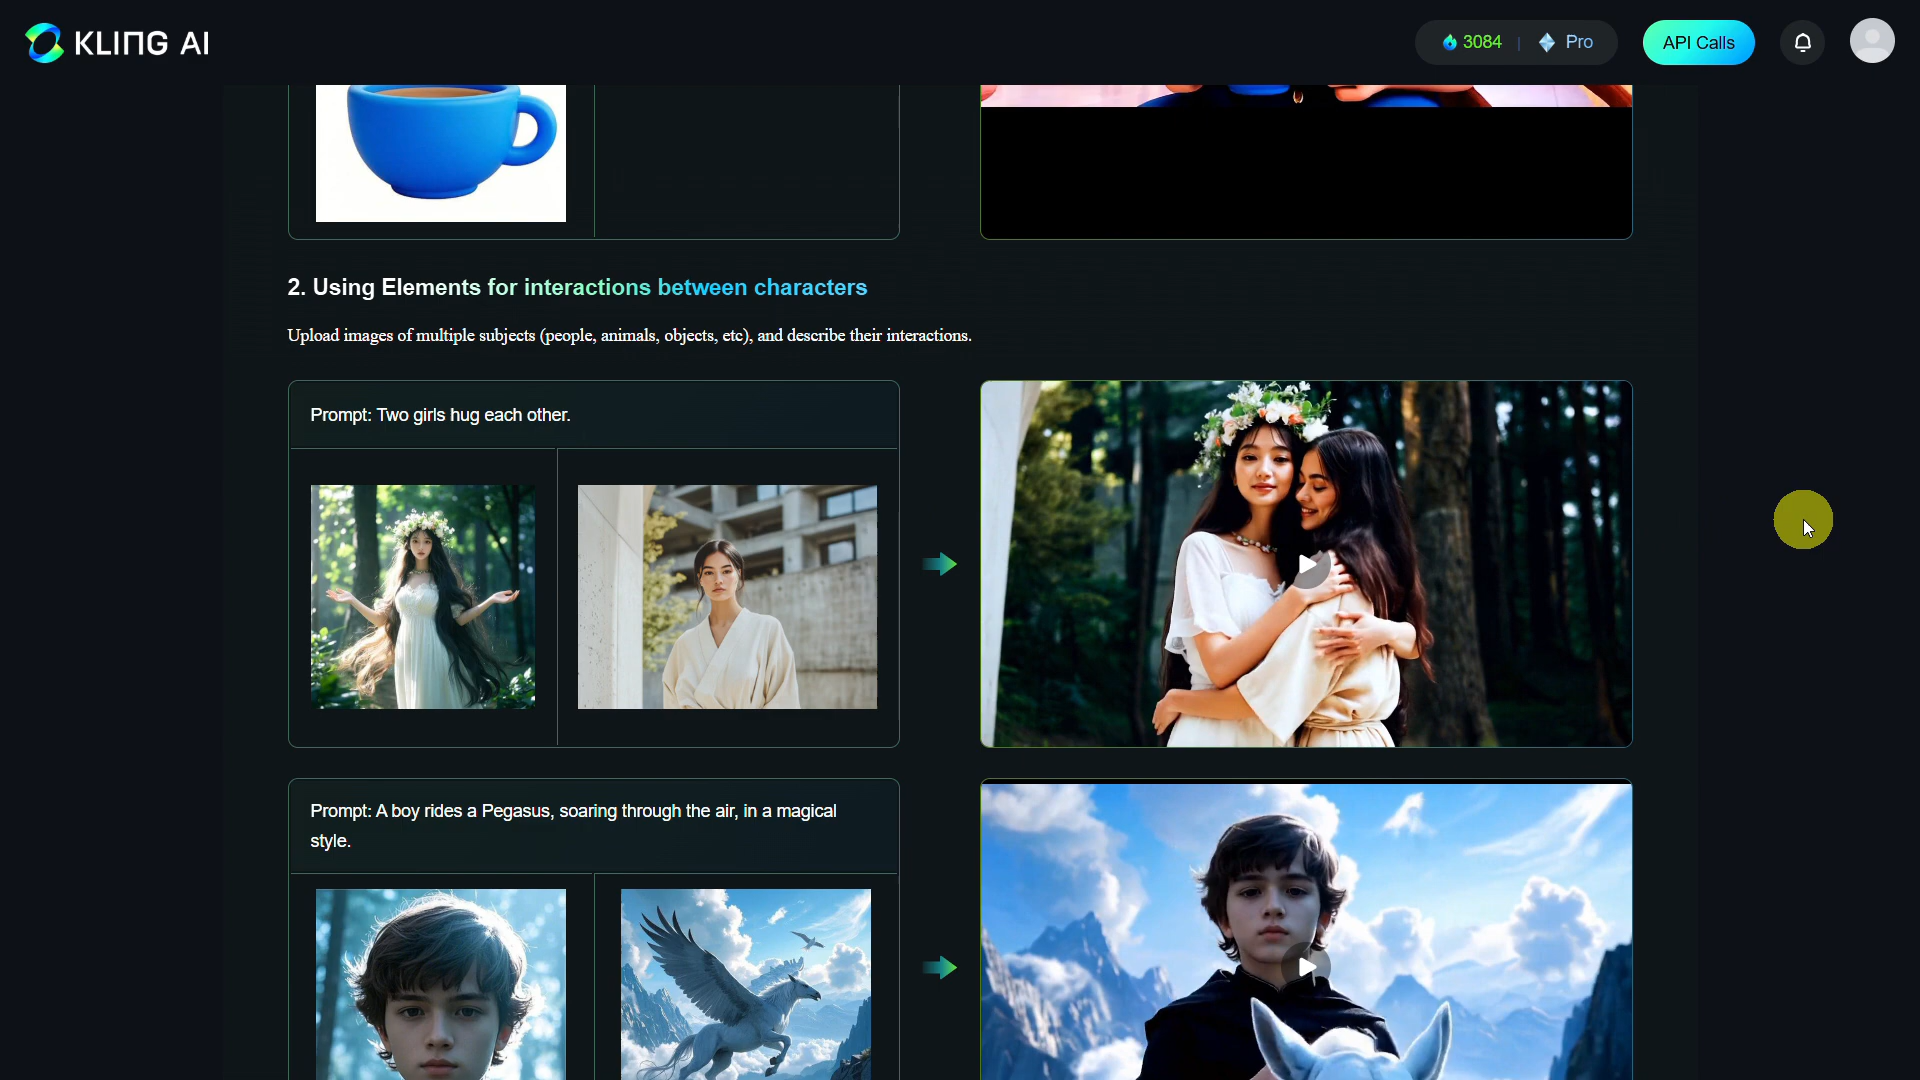 KLING AI
3084 | Pro
API Calls
2. Using Elements for interactions between characters
Upload images of multiple subjects (people, animals, objects, etc), and describe their interactions.
Prompt: Two girls hug each other.
Prompt: A boy rides a Pegasus, soaring through the air, in a magical
style.